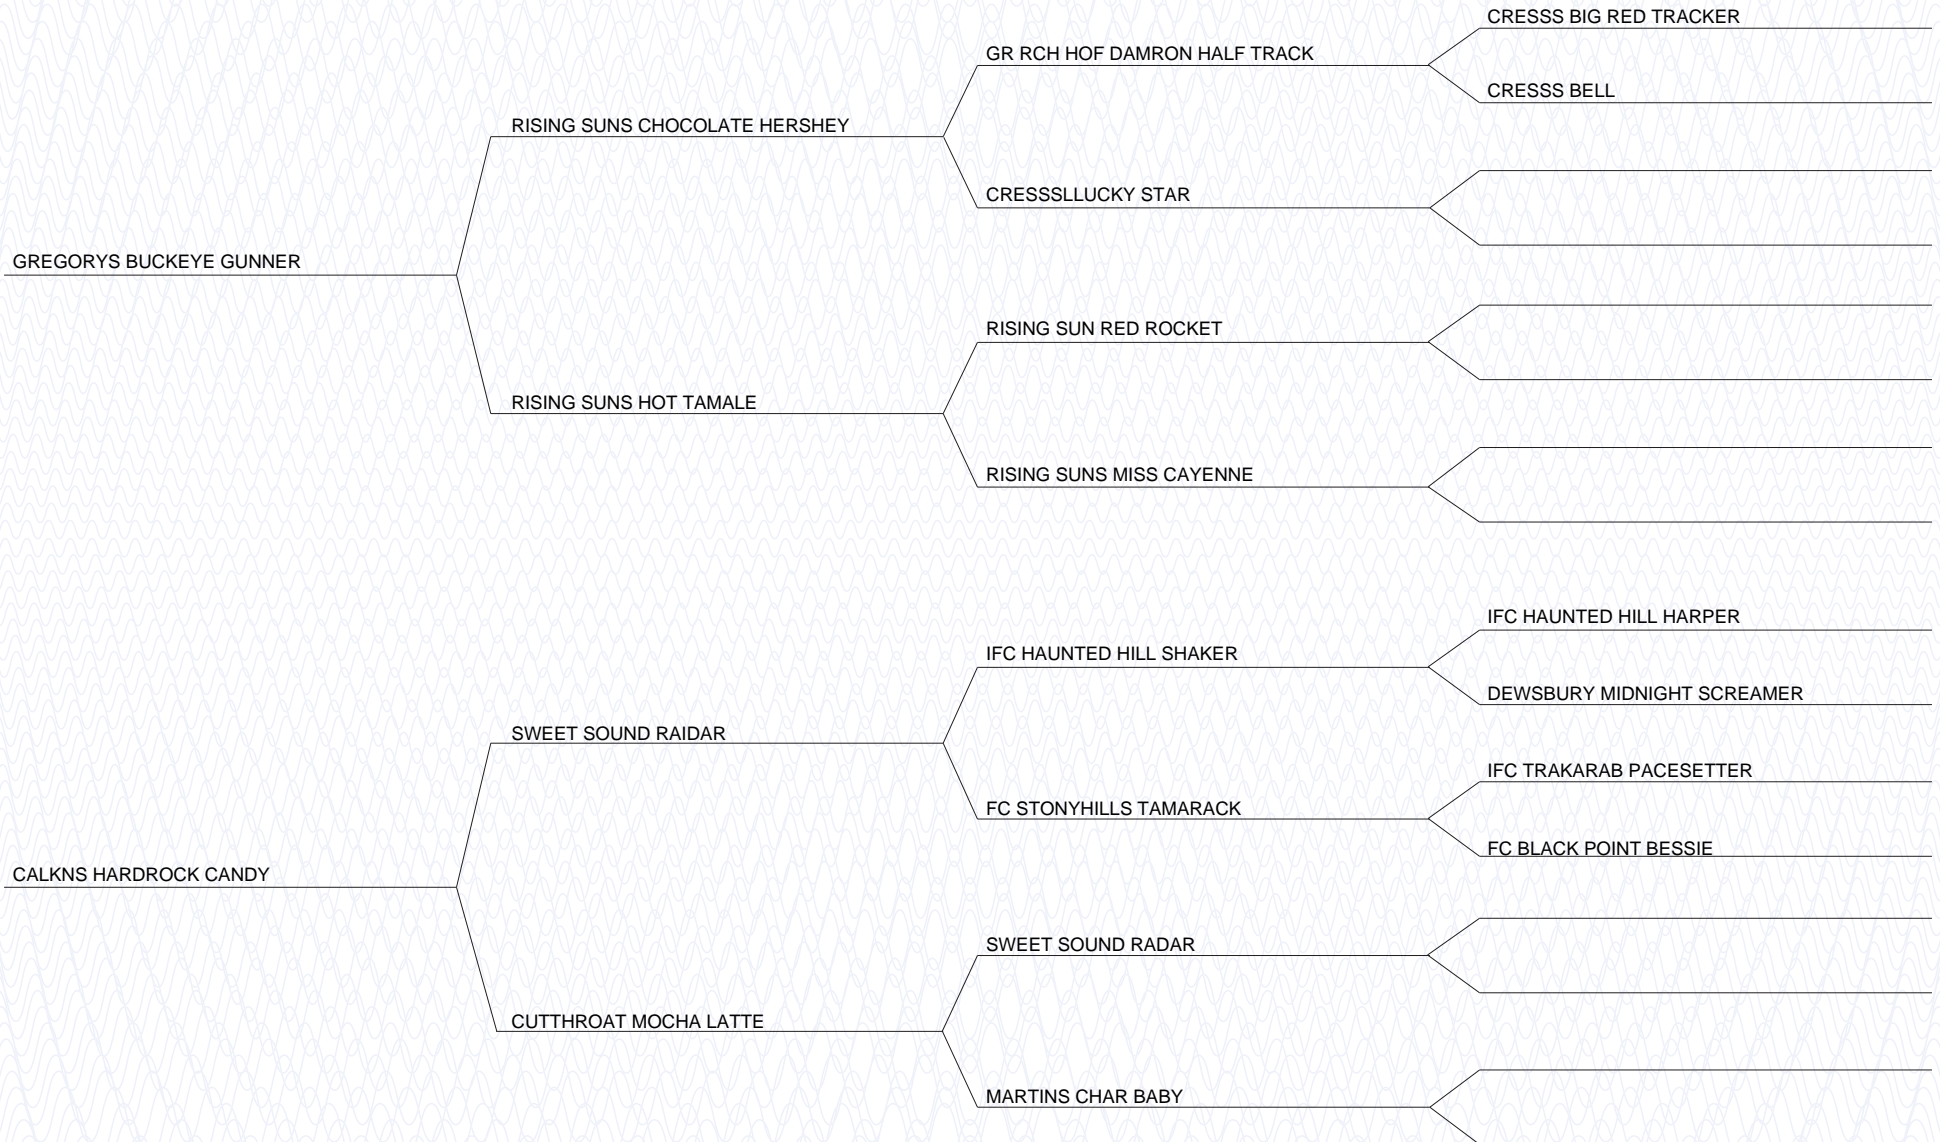 CRESSS BIG RED TRACKER
GR RCH HOF DAMRON HALF TRACK
CRESSS BELL
RISING SUNS CHOCOLATE HERSHEY
CRESSSLLUCKY STAR
GREGORYS BUCKEYE GUNNER
RISING SUN RED ROCKET
RISING SUNS HOT TAMALE
RISING SUNS MISS CAYENNE
IFC HAUNTED HILL HARPER
IFC HAUNTED HILL SHAKER
DEWSBURY MIDNIGHT SCREAMER
SWEET SOUND RAIDAR
IFC TRAKARAB PACESETTER
FC STONYHILLS TAMARACK
FC BLACK POINT BESSIE
CALKNS HARDROCK CANDY
SWEET SOUND RADAR
CUTTHROAT MOCHA LATTE
MARTINS CHAR BABY